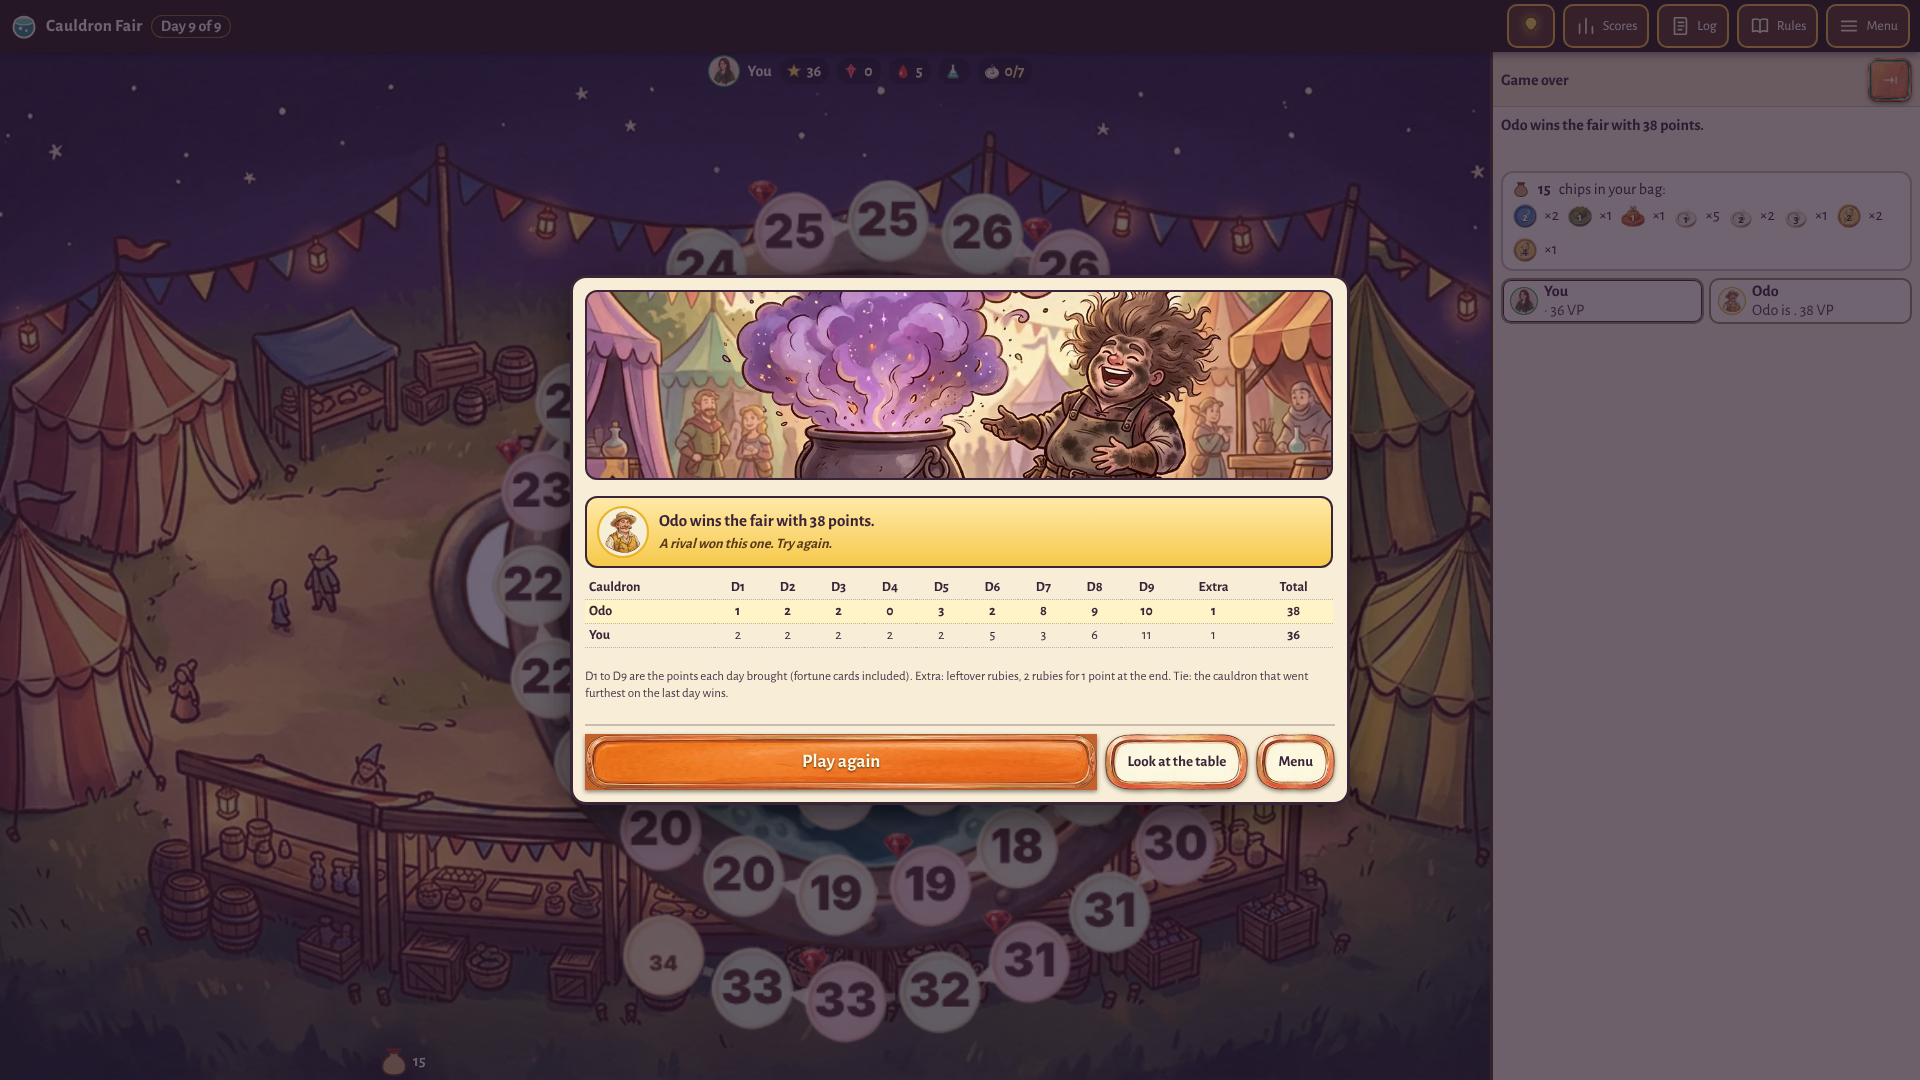 Cauldron Fair
Day 9 of 9
Scores
Log
Rules
Menu
You 36 0 5 0/7
Game over
Odo wins the fair with 38 points.
15 chips in your bag:
2 ×2 1 ×1 1 ×1 1 ×5 2 ×2 3 ×1 2 ×2
4 ×1
You
· 36 VP
Odo
Odo is . 38 VP
24
25
25
26
26
23
22
22
20
20
19
19
18
30
31
31
32
33
33
34
15
Odo wins the fair with 38 points.
A rival won this one. Try again.
Cauldron D1 D2 D3 D4 D5 D6 D7 D8 D9 Extra Total
Odo 1 2 2 0 3 2 8 9 10 1 38
You 2 2 2 2 2 5 3 6 11 1 36
D1 to D9 are the points each day brought (fortune cards included). Extra: leftover rubies, 2 rubies for 1 point at the end. Tie: the cauldron that went
furthest on the last day wins.
Play again
Look at the table
Menu